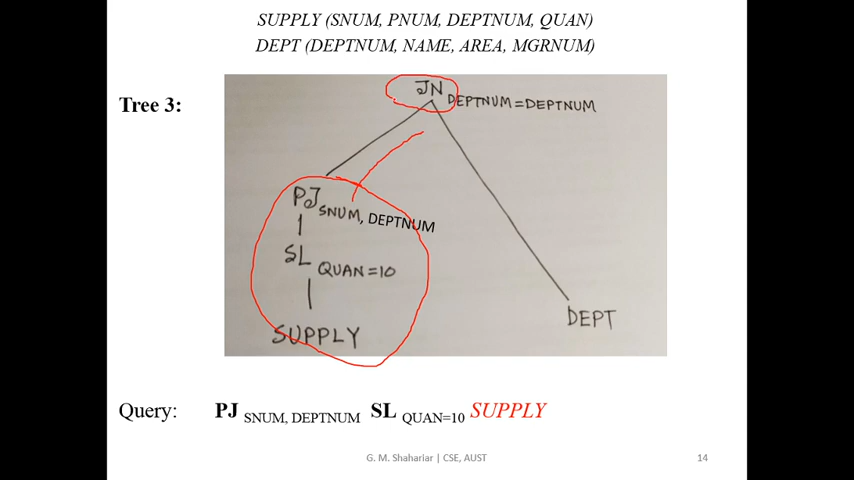 SUPPLY (SNUM, PNUM, DEPTNUM, QUAN)
DEPT (DEPTNUM, NAME, AREA, MGRNUM)
Tree 3:
JN DEPTNUM=DEPTNUM
PJ SNUM, DEPTNUM
SL QUAN=10
SUPPLY
DEPT
Query: PJ SNUM, DEPTNUM SL QUAN=10 SUPPLY
G. M. Shahariar | CSE, AUST
14